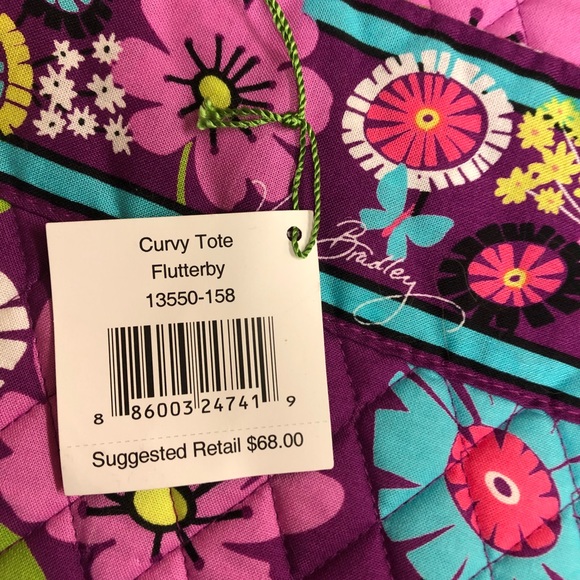 Curvy Tote
Flutterby
13550-158
8 86003 24741 9
Suggested Retail $68.00
Bradley